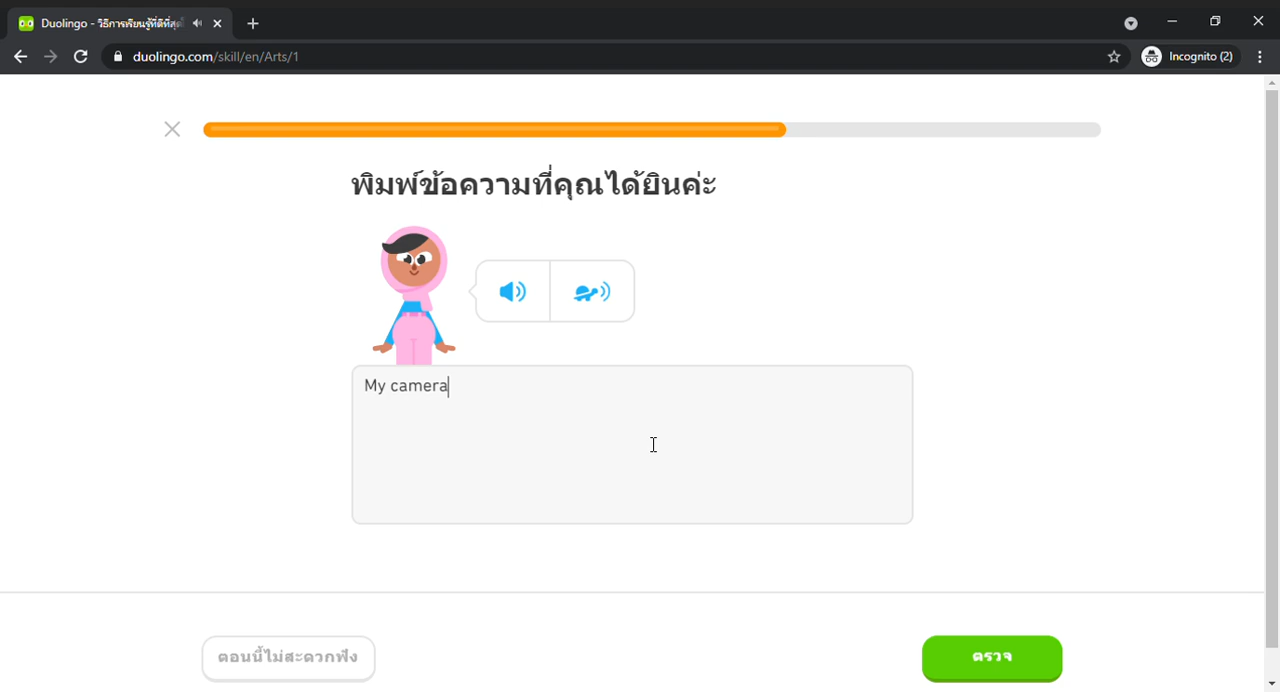 Duolingo - วิธีการเรียนรู้ที่ดีที่สุดใ
duolingo.com/skill/en/Arts/1
Incognito (2)
พิมพ์ข้อความที่คุณได้ยินค่ะ
My camera
ตอนนี้ไม่สะดวกฟัง
ตรวจ